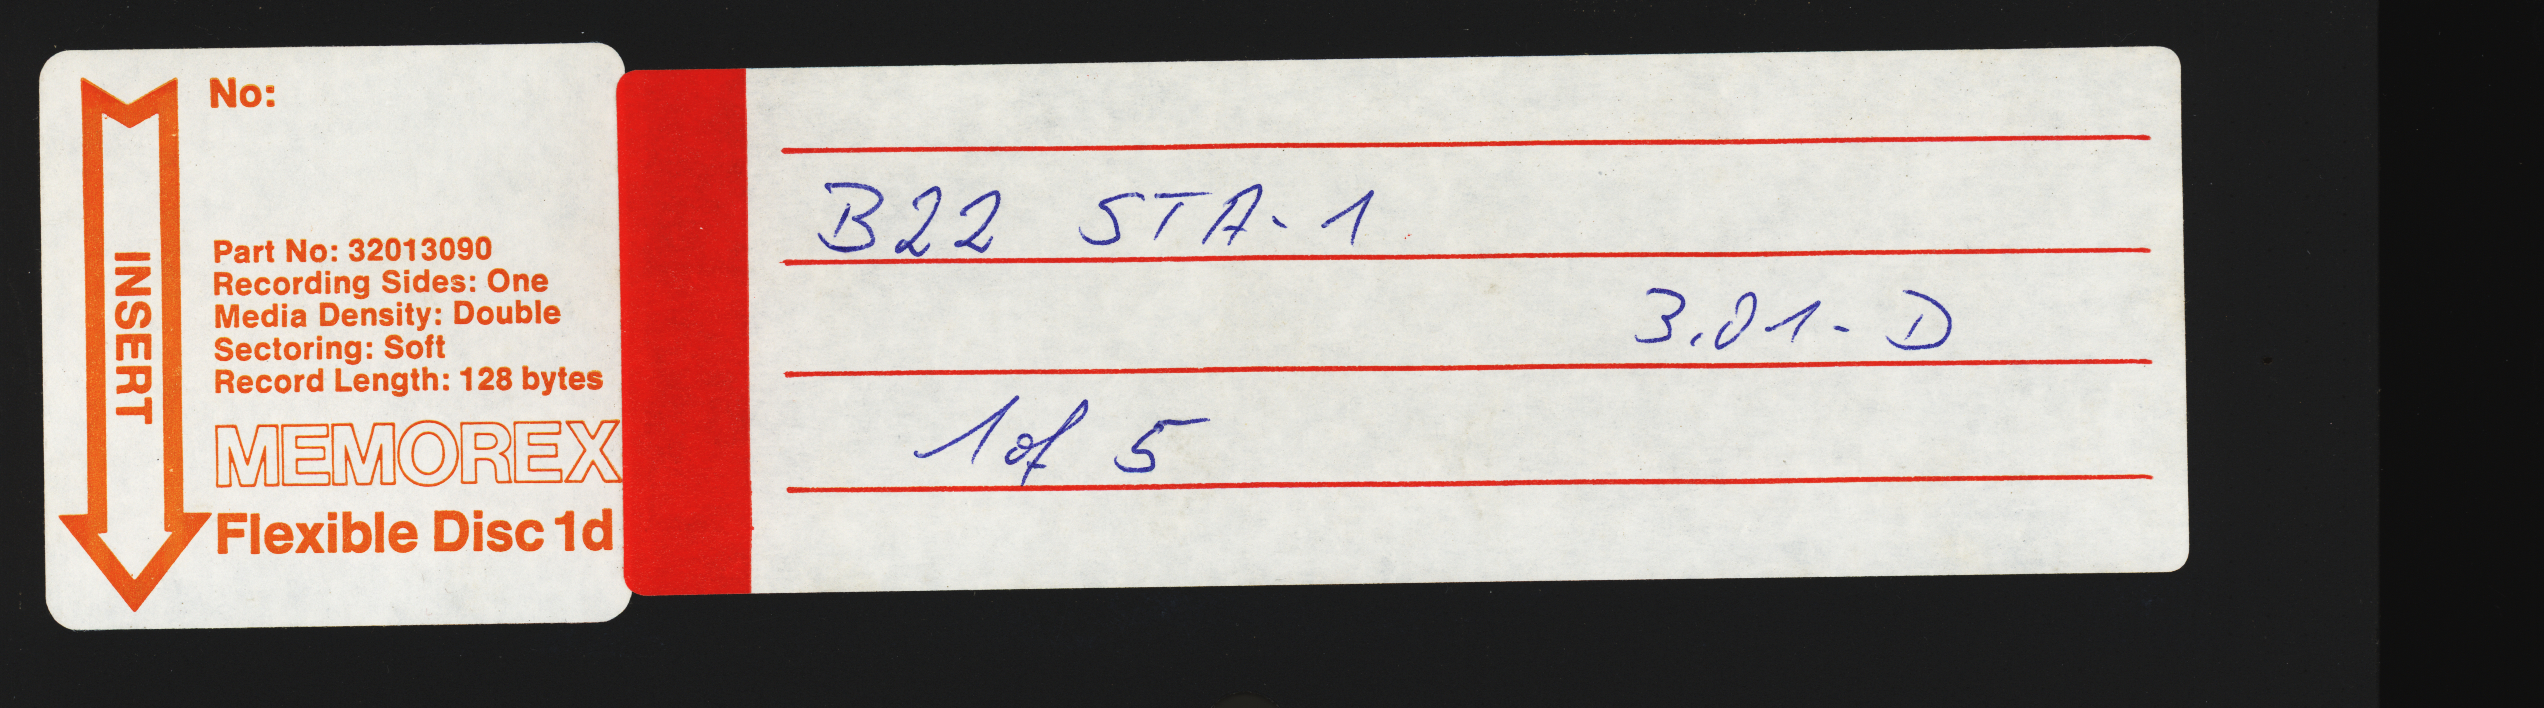 No:
INSERT
Part No: 32013090
Recording Sides: One
Media Density: Double
Sectoring: Soft
Record Length: 128 bytes
MEMOREX
Flexible Disc 1d
B22 STA-1
3.01-D
1 of 5